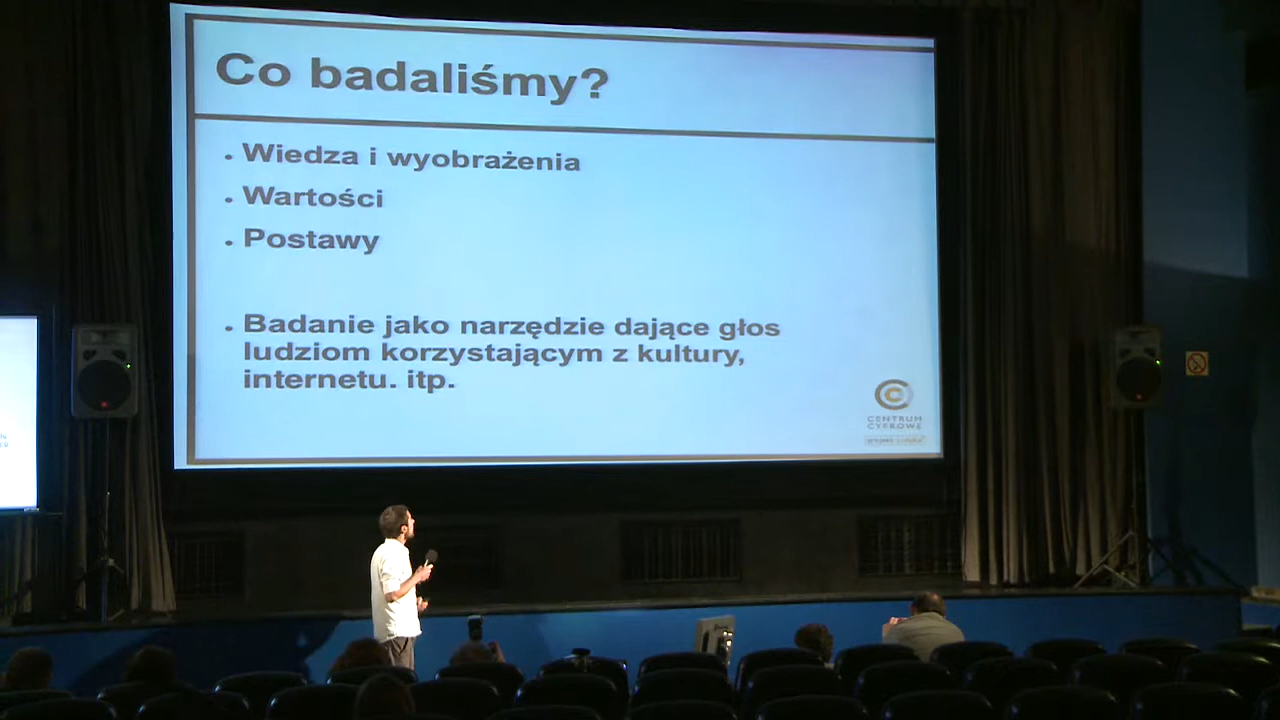 Co badaliśmy?
• Wiedza i wyobrażenia
• Wartości
• Postawy
• Badanie jako narzędzie dające głos
ludziom korzystającym z kultury,
internetu. itp.
CENTRUM
CYFROWE